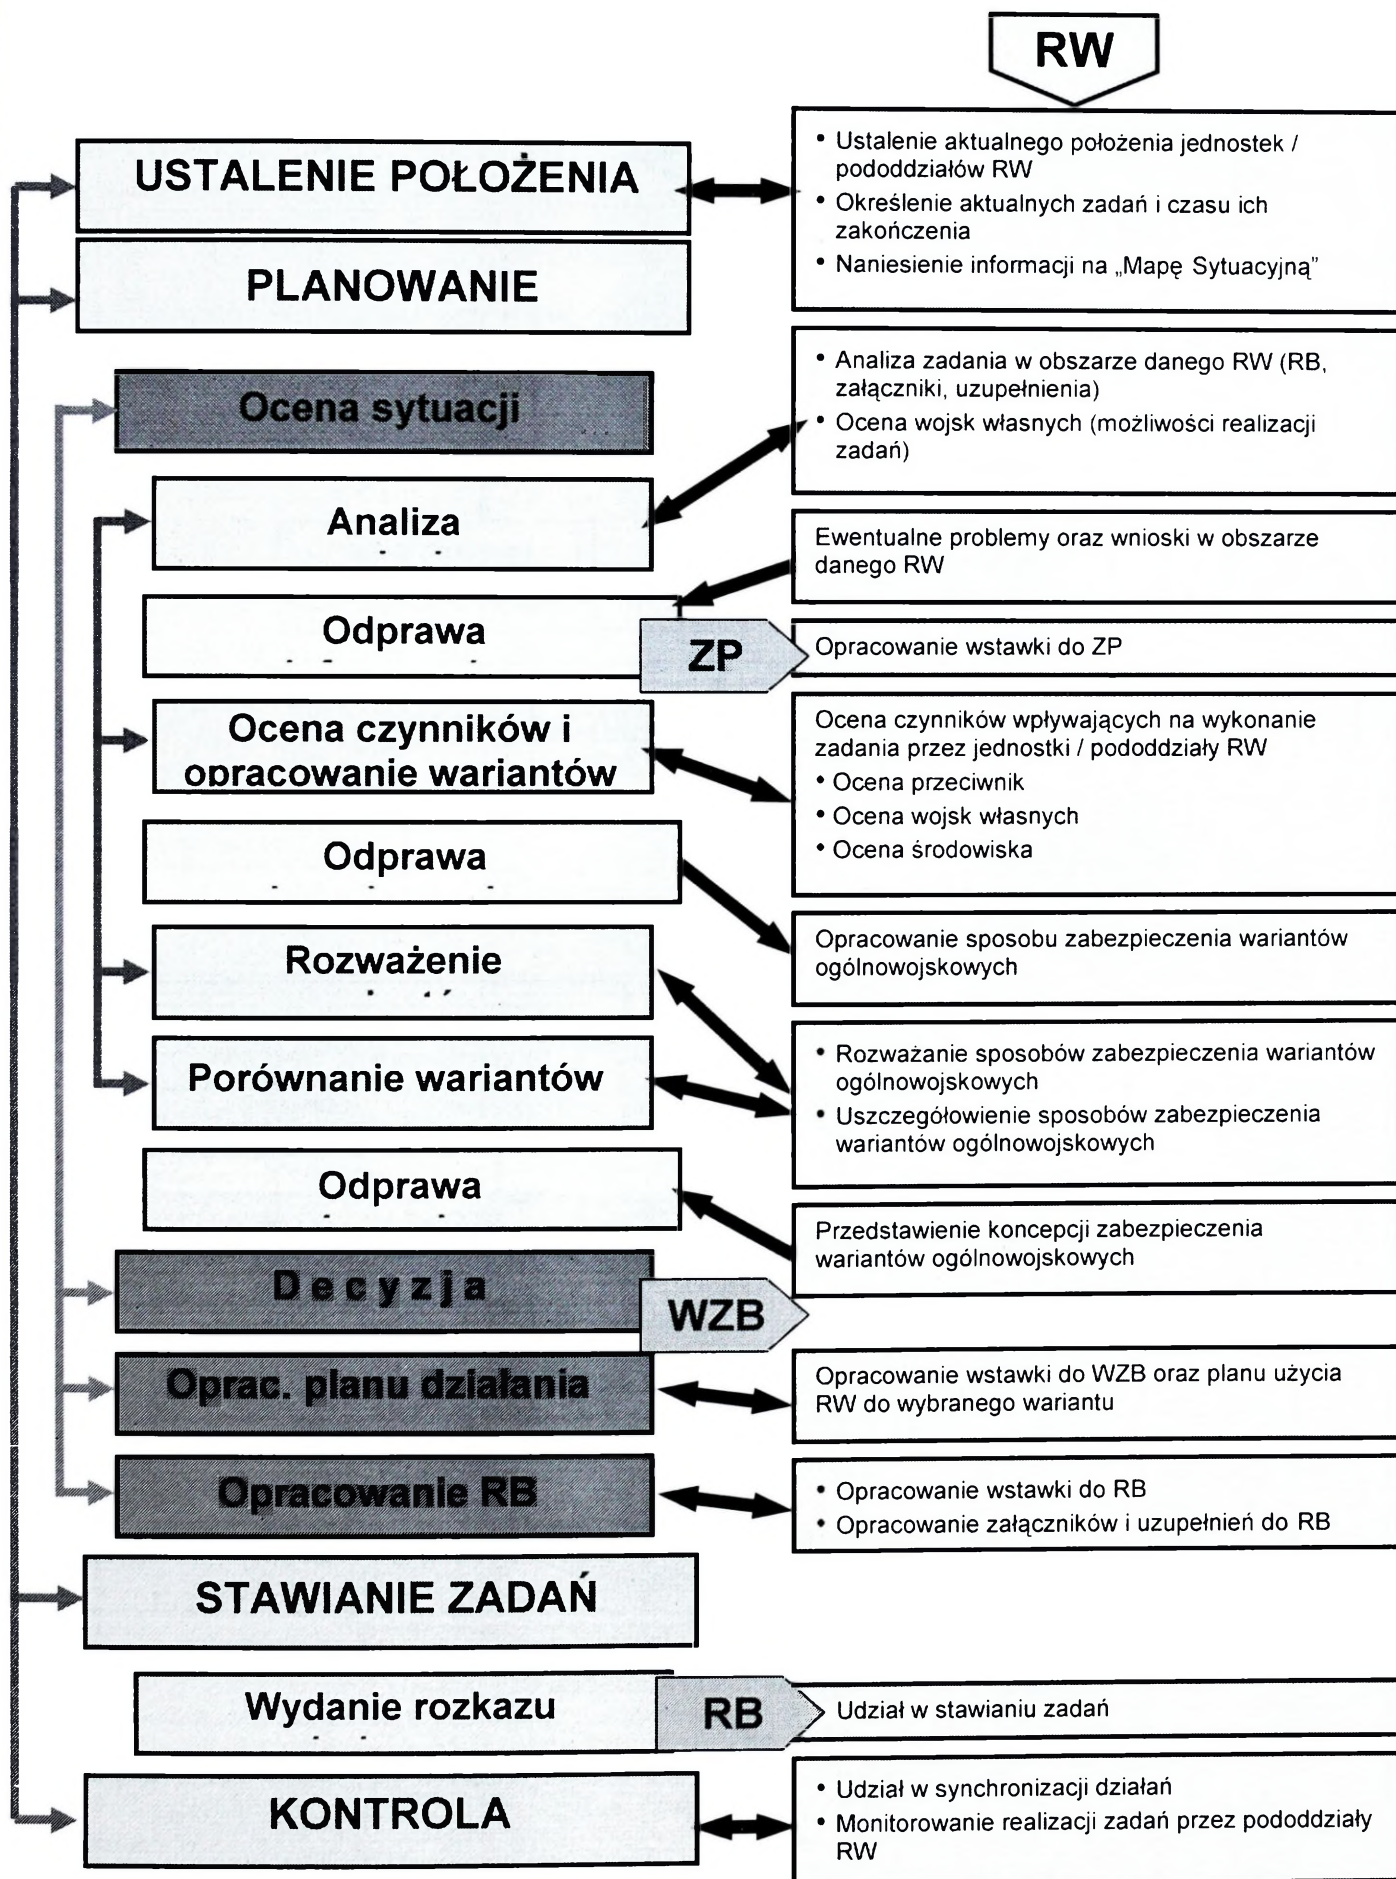 RW
USTALENIE POŁOŻENIA
• Ustalenie aktualnego położenia jednostek /
pododdziałów RW
• Określenie aktualnych zadań i czasu ich
zakończenia
• Naniesienie informacji na „Mapę Sytuacyjną”
PLANOWANIE
Ocena sytuacji
• Analiza zadania w obszarze danego RW (RB,
załączniki, uzupełnienia)
• Ocena wojsk własnych (możliwości realizacji
zadań)
Analiza
Ewentualne problemy oraz wnioski w obszarze
danego RW
Odprawa
ZP
Opracowanie wstawki do ZP
Ocena czynników i
opracowanie wariantów
Ocena czynników wpływających na wykonanie
zadania przez jednostki / pododdziały RW
• Ocena przeciwnik
• Ocena wojsk własnych
• Ocena środowiska
Odprawa
Opracowanie sposobu zabezpieczenia wariantów
ogólnowojskowych
Rozważenie
• Rozważanie sposobów zabezpieczenia wariantów
ogólnowojskowych
• Uszczegółowienie sposobów zabezpieczenia
wariantów ogólnowojskowych
Porównanie wariantów
Odprawa
Przedstawienie koncepcji zabezpieczenia
wariantów ogólnowojskowych
Decyzja
WZB
Oprac. planu działania
Opracowanie wstawki do WZB oraz planu użycia
RW do wybranego wariantu
Opracowanie RB
• Opracowanie wstawki do RB
• Opracowanie załączników i uzupełnień do RB
STAWIANIE ZADAŃ
Wydanie rozkazu
RB
Udział w stawianiu zadań
KONTROLA
• Udział w synchronizacji działań
• Monitorowanie realizacji zadań przez pododdziały
RW